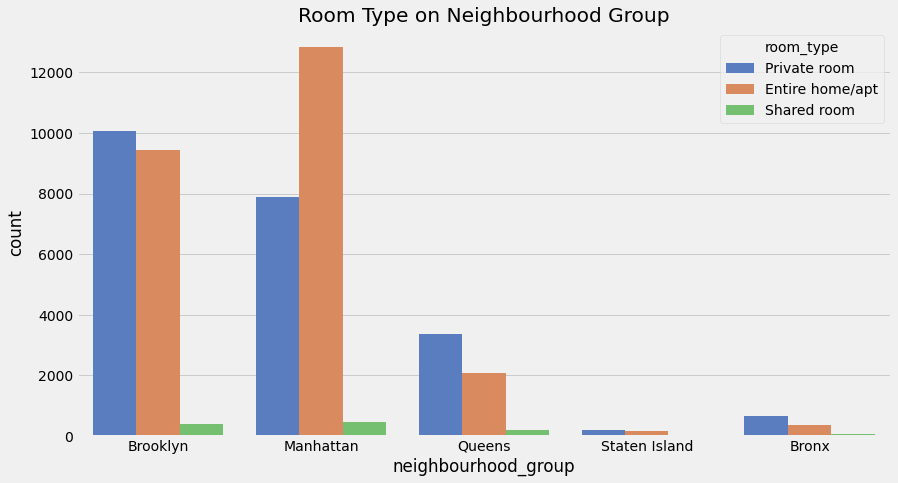 Room Type on Neighbourhood Group
room_type
Private room
Entire home/apt
Shared room
count
12000
10000
8000
6000
4000
2000
0
Brooklyn
Manhattan
Queens
Staten Island
Bronx
neighbourhood_group